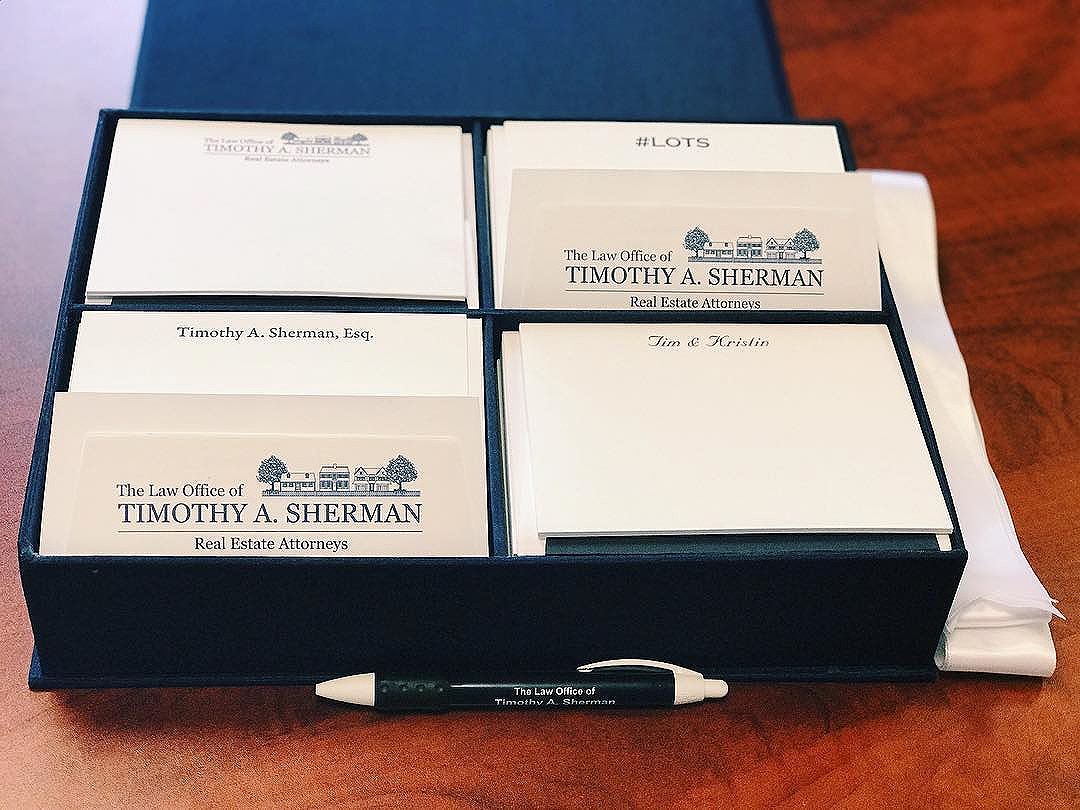 The Law Office of
TIMOTHY A. SHERMAN
Real Estate Attorneys
#LOTS
The Law Office of
TIMOTHY A. SHERMAN
Real Estate Attorneys
Timothy A. Sherman, Esq.
The Law Office of
TIMOTHY A. SHERMAN
Real Estate Attorneys
Tim & Kristin
The Law Office of
Timothy A. Sherman